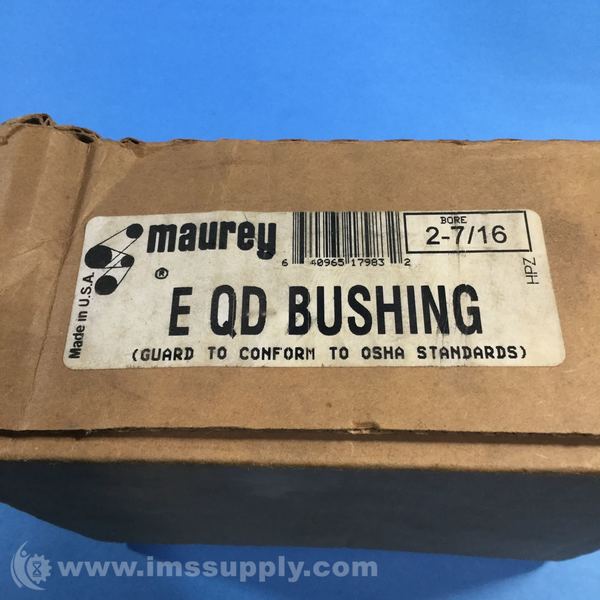 maurey
®
6 40965 17983 2
BORE
2-7/16
HPZ
Made in U.S.A.
E QD BUSHING
(GUARD TO CONFORM TO OSHA STANDARDS)
www.imssupply.com